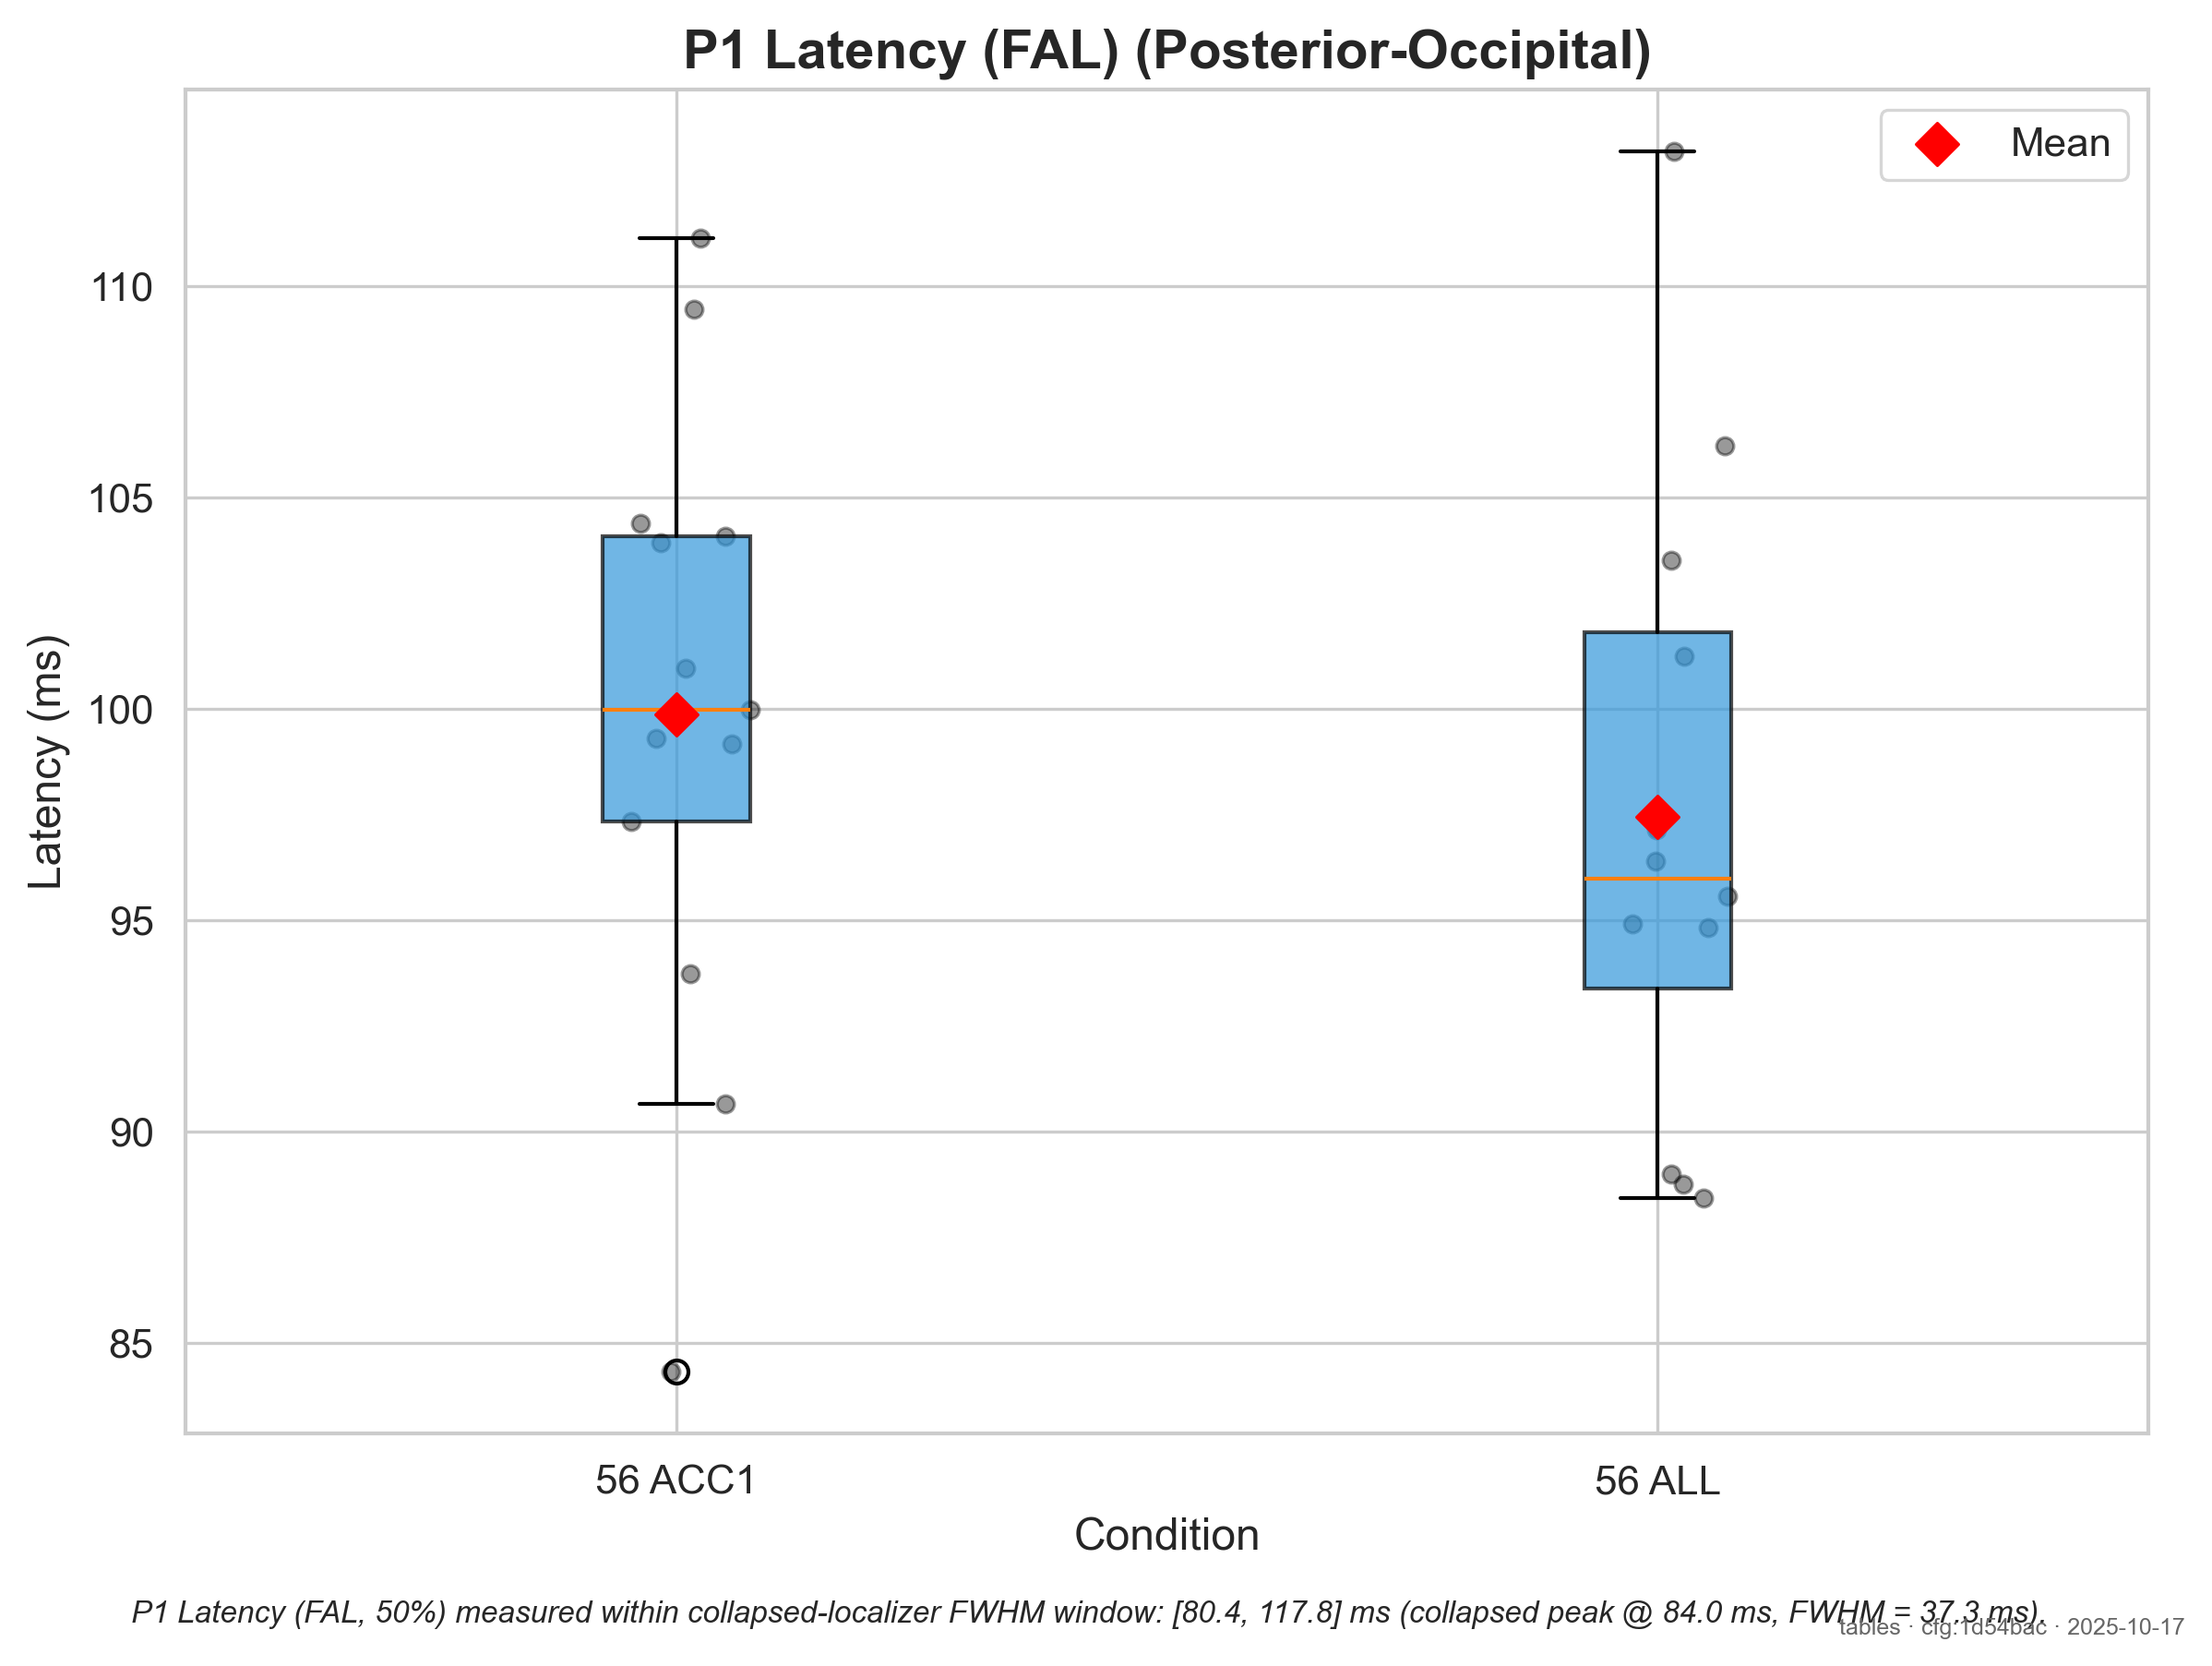 P1 Latency (FAL) (Posterior-Occipital)
Mean
Latency (ms)
110
105
100
95
90
85
56 ACC1
56 ALL
Condition
P1 Latency (FAL, 50%) measured within collapsed-localizer FWHM window: [80.4, 117.8] ms (collapsed peak @ 84.0 ms, FWHM = 37.3 ms).
tables · cfg:1d54bac · 2025-10-17